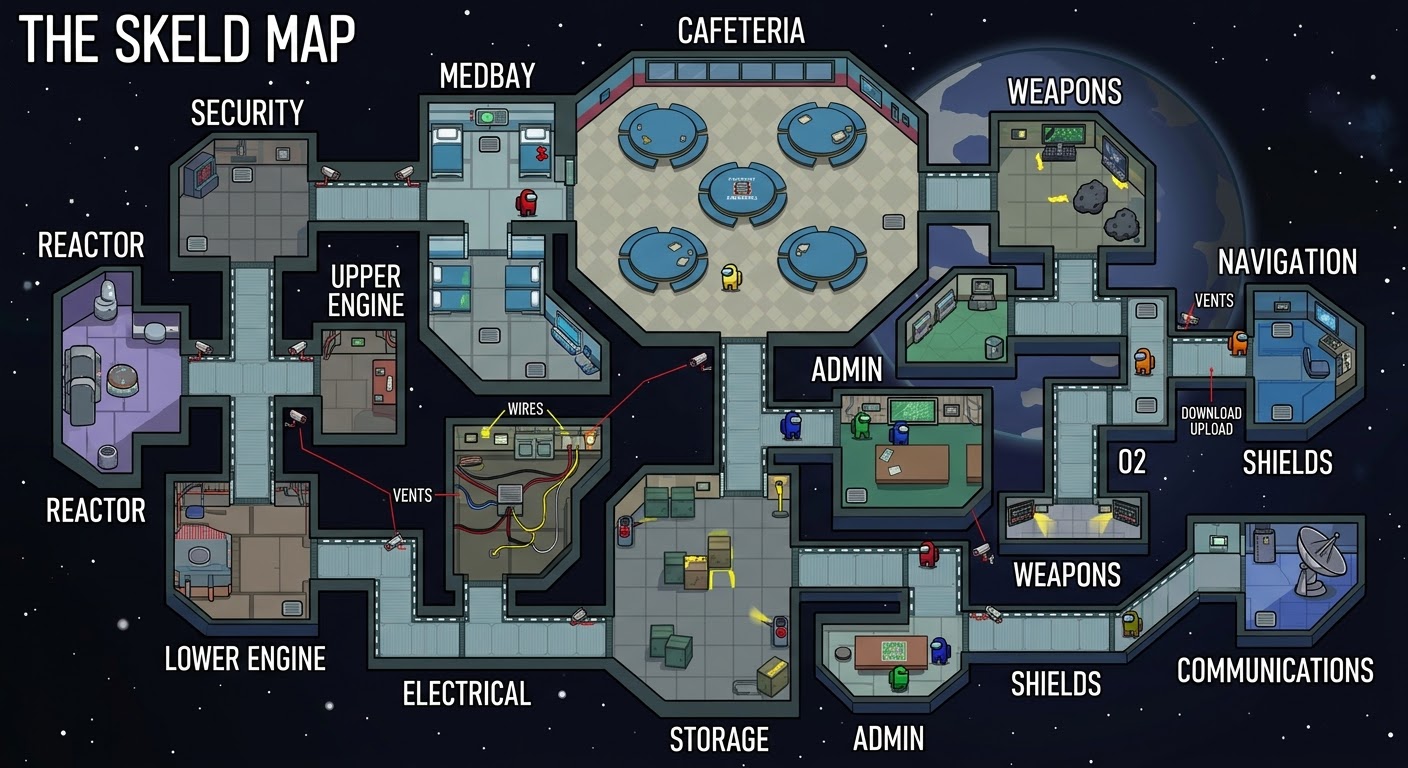 THE SKELD MAP
CAFETERIA
MEDBAY
WEAPONS
SECURITY
REACTOR
UPPER
ENGINE
NAVIGATION
VENTS
ADMIN
WIRES
DOWNLOAD
UPLOAD
O2
SHIELDS
VENTS
REACTOR
WEAPONS
LOWER ENGINE
ELECTRICAL
SHIELDS
COMMUNICATIONS
STORAGE
ADMIN